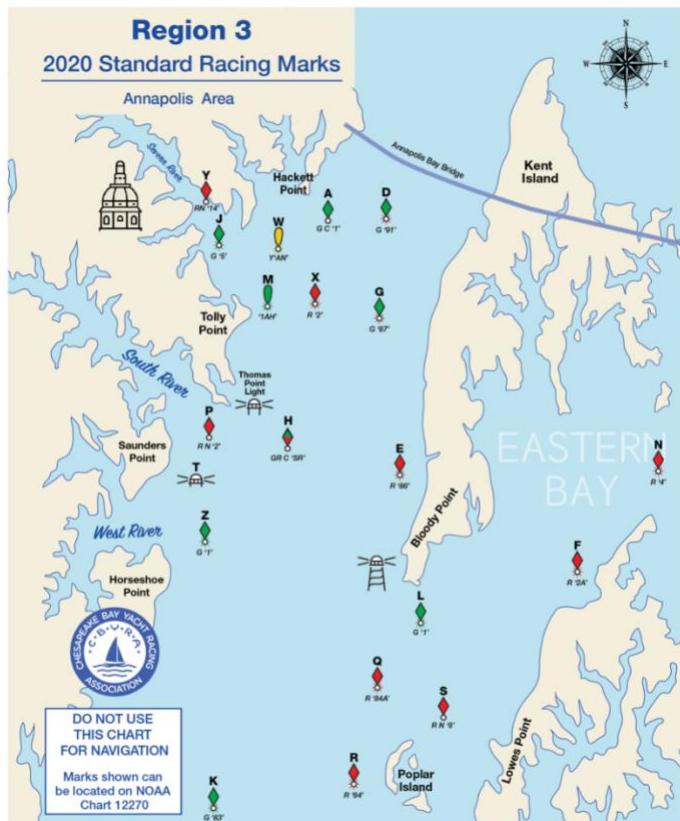 Region 3
2020 Standard Racing Marks
Annapolis Area
N
W
E
S
Annapolis Bay Bridge
Kent
Island
Severn River
Hackett
Point
Y
RN '14'
A
G C '1'
D
G '91'
J
G '5'
W
Y'AN'
M
'1AH'
X
R '2'
G
G '87'
Tolly
Point
South River
Thomas
Point
Light
P
R N '2'
H
GR C 'SR'
Saunders
Point
T
E
R '86'
EASTERN
BAY
N
R '4'
Z
G '1'
West River
Bloody Point
Horseshoe
Point
F
R '2A'
L
G '1'
CHESAPEAKE BAY YACHT RACING
C·B·Y·R·A
ASSOCIATION
Q
R '84A'
S
R N '8'
DO NOT USE
THIS CHART
FOR NAVIGATION
Marks shown can
be located on NOAA
Chart 12270
Lowes Point
R
R '84'
Poplar
Island
K
G '83'